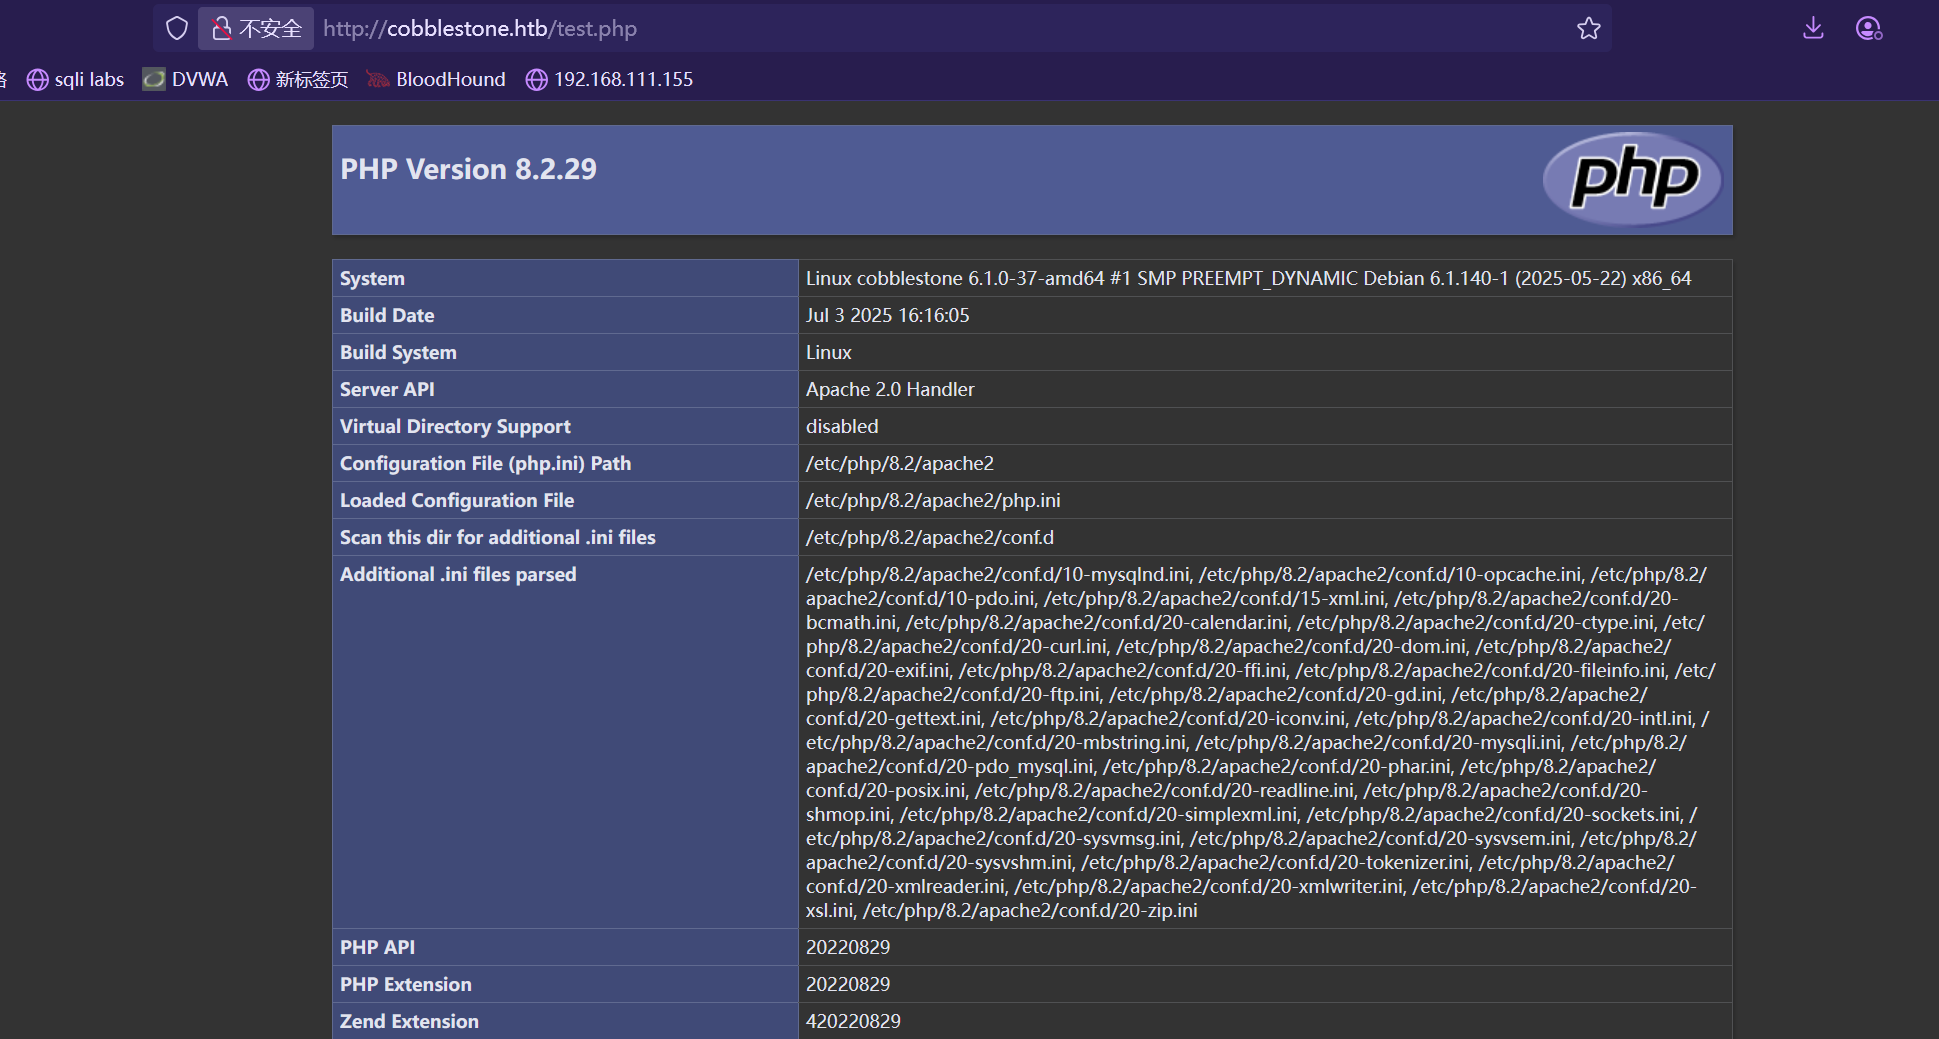 不安全 http://cobblestone.htb/test.php
sqli labs DVWA 新标签页 BloodHound 192.168.111.155
PHP Version 8.2.29
php
System Linux cobblestone 6.1.0-37-amd64 #1 SMP PREEMPT_DYNAMIC Debian 6.1.140-1 (2025-05-22) x86_64
Build Date Jul 3 2025 16:16:05
Build System Linux
Server API Apache 2.0 Handler
Virtual Directory Support disabled
Configuration File (php.ini) Path /etc/php/8.2/apache2
Loaded Configuration File /etc/php/8.2/apache2/php.ini
Scan this dir for additional .ini files /etc/php/8.2/apache2/conf.d
Additional .ini files parsed /etc/php/8.2/apache2/conf.d/10-mysqlnd.ini, /etc/php/8.2/apache2/conf.d/10-opcache.ini, /etc/php/8.2/
apache2/conf.d/10-pdo.ini, /etc/php/8.2/apache2/conf.d/15-xml.ini, /etc/php/8.2/apache2/conf.d/20-
bcmath.ini, /etc/php/8.2/apache2/conf.d/20-calendar.ini, /etc/php/8.2/apache2/conf.d/20-ctype.ini, /etc/
php/8.2/apache2/conf.d/20-curl.ini, /etc/php/8.2/apache2/conf.d/20-dom.ini, /etc/php/8.2/apache2/
conf.d/20-exif.ini, /etc/php/8.2/apache2/conf.d/20-ffi.ini, /etc/php/8.2/apache2/conf.d/20-fileinfo.ini, /etc/
php/8.2/apache2/conf.d/20-ftp.ini, /etc/php/8.2/apache2/conf.d/20-gd.ini, /etc/php/8.2/apache2/
conf.d/20-gettext.ini, /etc/php/8.2/apache2/conf.d/20-iconv.ini, /etc/php/8.2/apache2/conf.d/20-intl.ini, /
etc/php/8.2/apache2/conf.d/20-mbstring.ini, /etc/php/8.2/apache2/conf.d/20-mysqli.ini, /etc/php/8.2/
apache2/conf.d/20-pdo_mysql.ini, /etc/php/8.2/apache2/conf.d/20-phar.ini, /etc/php/8.2/apache2/
conf.d/20-posix.ini, /etc/php/8.2/apache2/conf.d/20-readline.ini, /etc/php/8.2/apache2/conf.d/20-
shmop.ini, /etc/php/8.2/apache2/conf.d/20-simplexml.ini, /etc/php/8.2/apache2/conf.d/20-sockets.ini, /
etc/php/8.2/apache2/conf.d/20-sysvmsg.ini, /etc/php/8.2/apache2/conf.d/20-sysvsem.ini, /etc/php/8.2/
apache2/conf.d/20-sysvshm.ini, /etc/php/8.2/apache2/conf.d/20-tokenizer.ini, /etc/php/8.2/apache2/
conf.d/20-xmlreader.ini, /etc/php/8.2/apache2/conf.d/20-xmlwriter.ini, /etc/php/8.2/apache2/conf.d/20-
xsl.ini, /etc/php/8.2/apache2/conf.d/20-zip.ini
PHP API 20220829
PHP Extension 20220829
Zend Extension 420220829